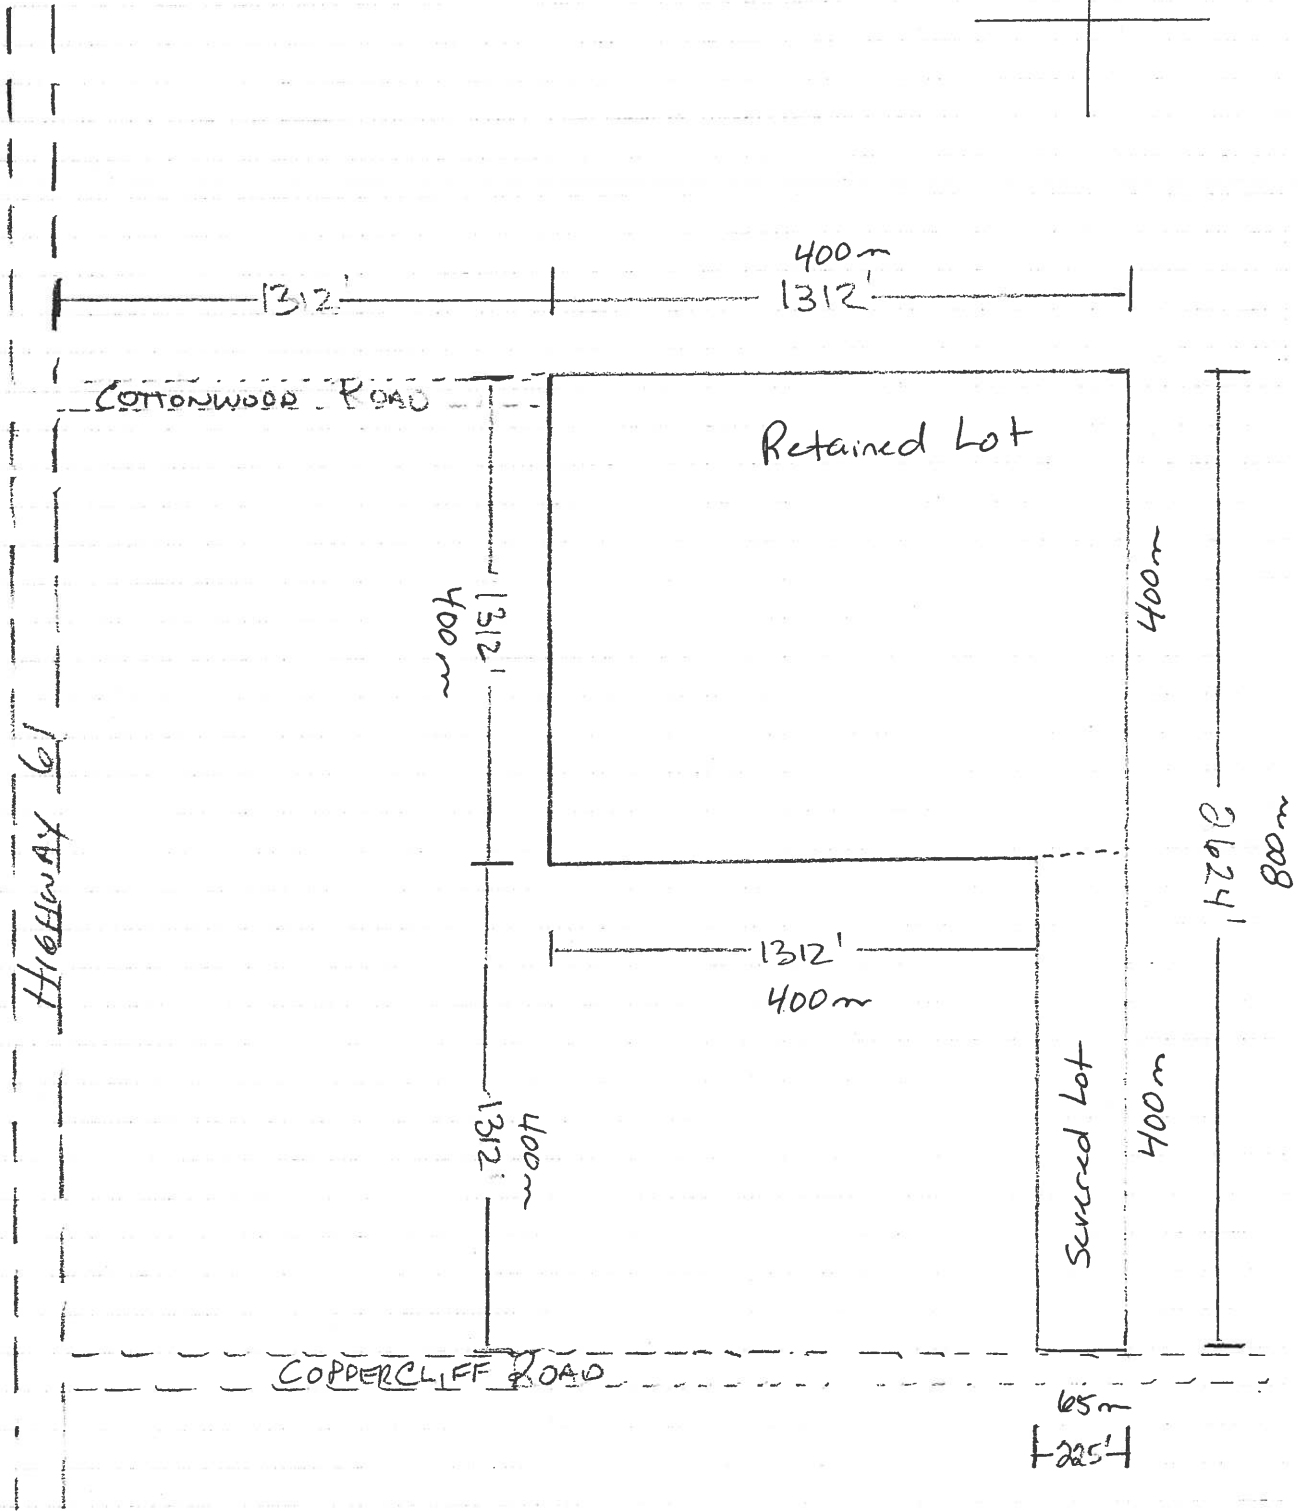 400m
1312'
1312'
COTTONWOOD ROAD
Retained Lot
400m
1312'
400m
HIGHWAY 61
2624'
800m
1312'
400m
1312'
400m
Severed Lot
400m
COPPERCLIFF ROAD
65m
225'